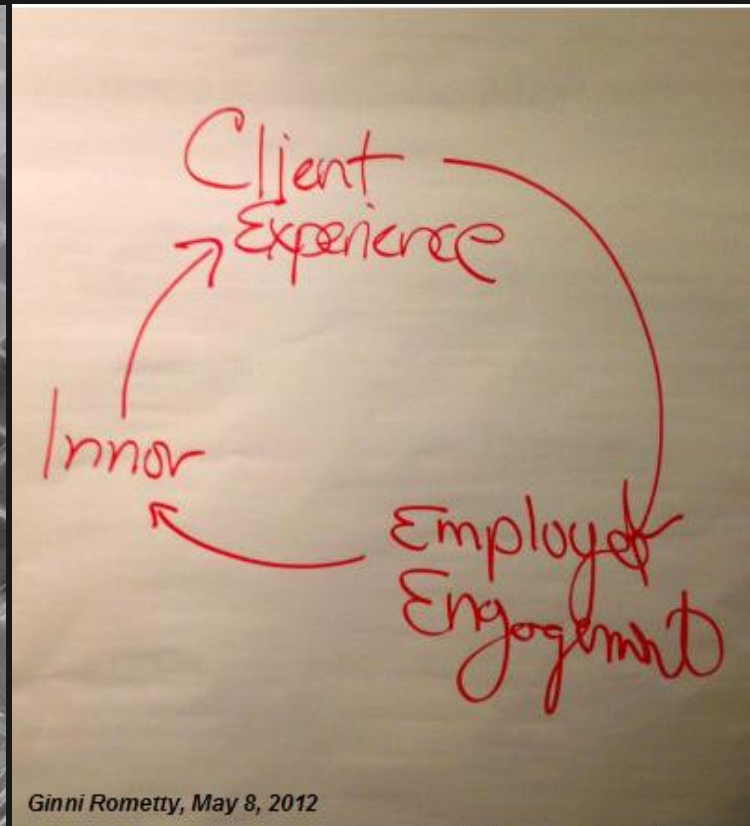 Client
Experience
Innov
Employee
Engagement
Ginni Rometty, May 8, 2012